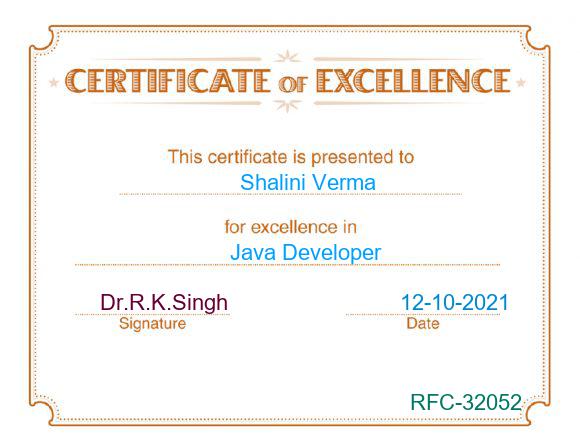 CERTIFICATE OF EXCELLENCE
This certificate is presented to
Shalini Verma
for excellence in
Java Developer
Dr.R.K.Singh 12-10-2021
Signature Date
RFC-32052